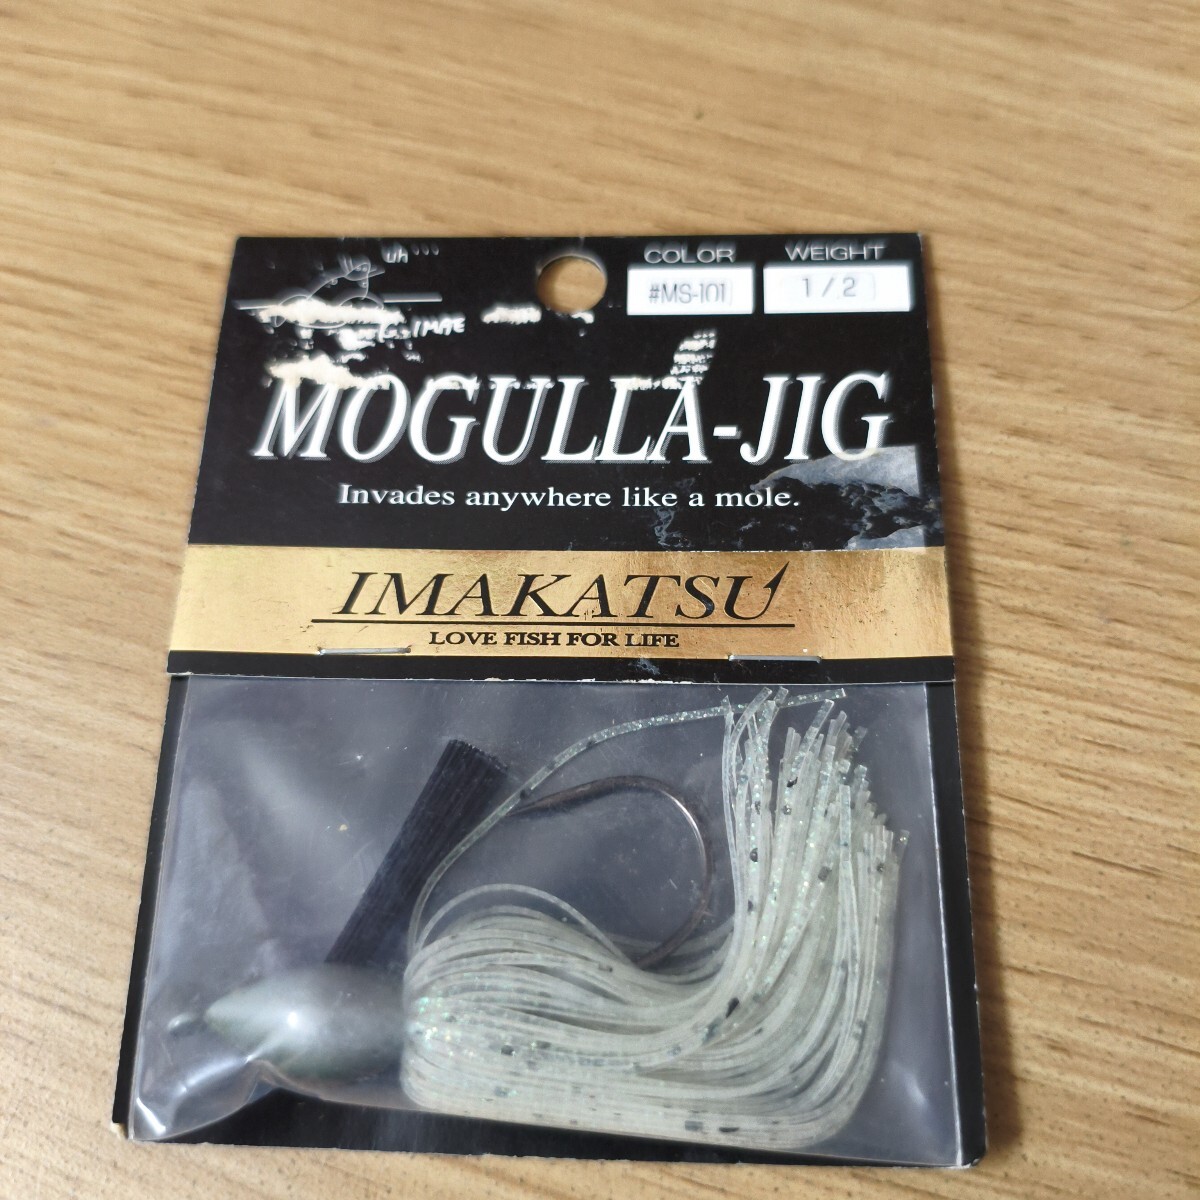 COLOR
WEIGHT
#MS-101
1/2
MOGULLA-JIG
Invades anywhere like a mole.
IMAKATSU
LOVE FISH FOR LIFE